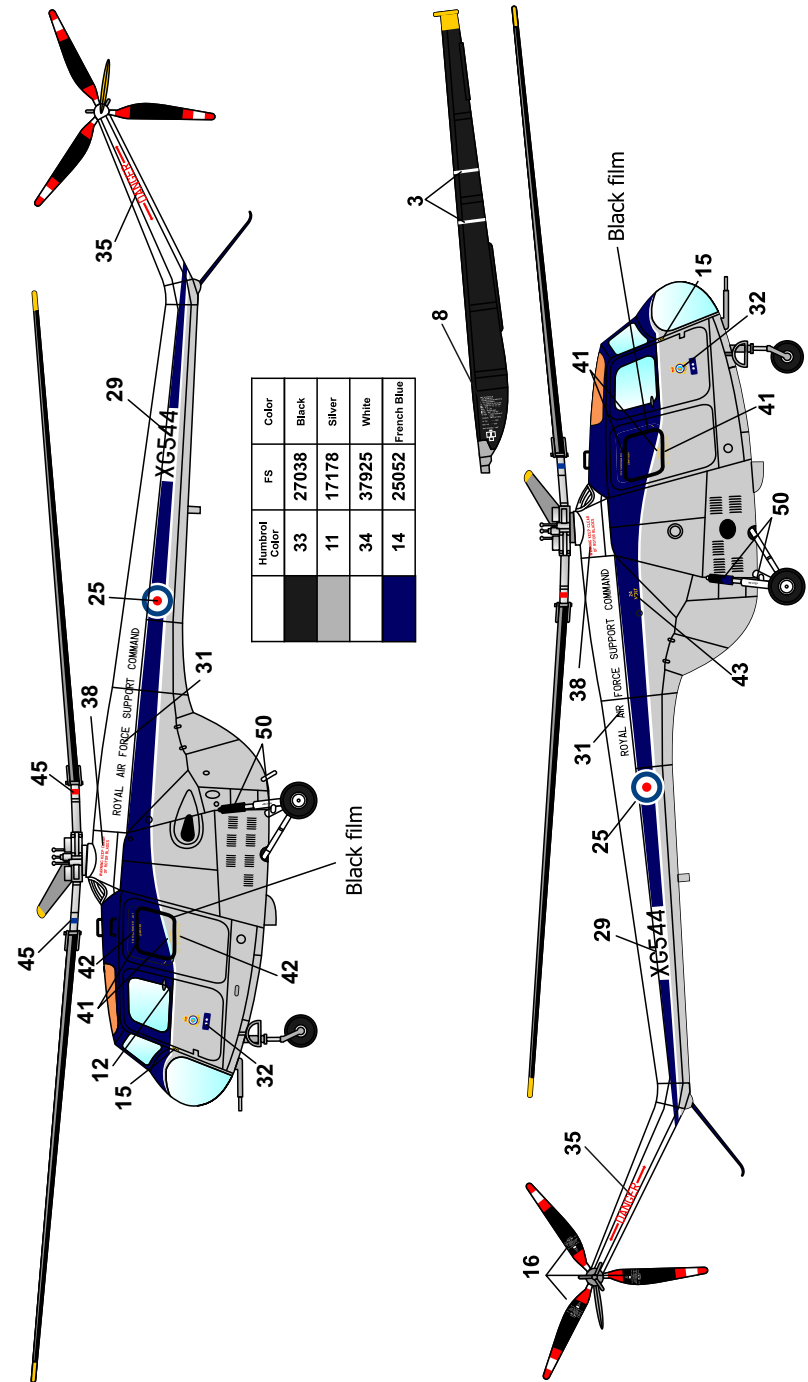 35
DANGER
29
XG544
25
31
ROYAL AIR FORCE SUPPORT COMMAND
38
45
50
45
42
41
12
15
42
32
Black film
Humbrol Color
FS
Color
33
27038
Black
11
17178
Silver
34
37925
White
14
25052
French Blue
3
8
Black film
15
32
41
41
50
38
43
ROYAL AIR FORCE SUPPORT COMMAND
31
25
29
XG544
35
DANGER
16